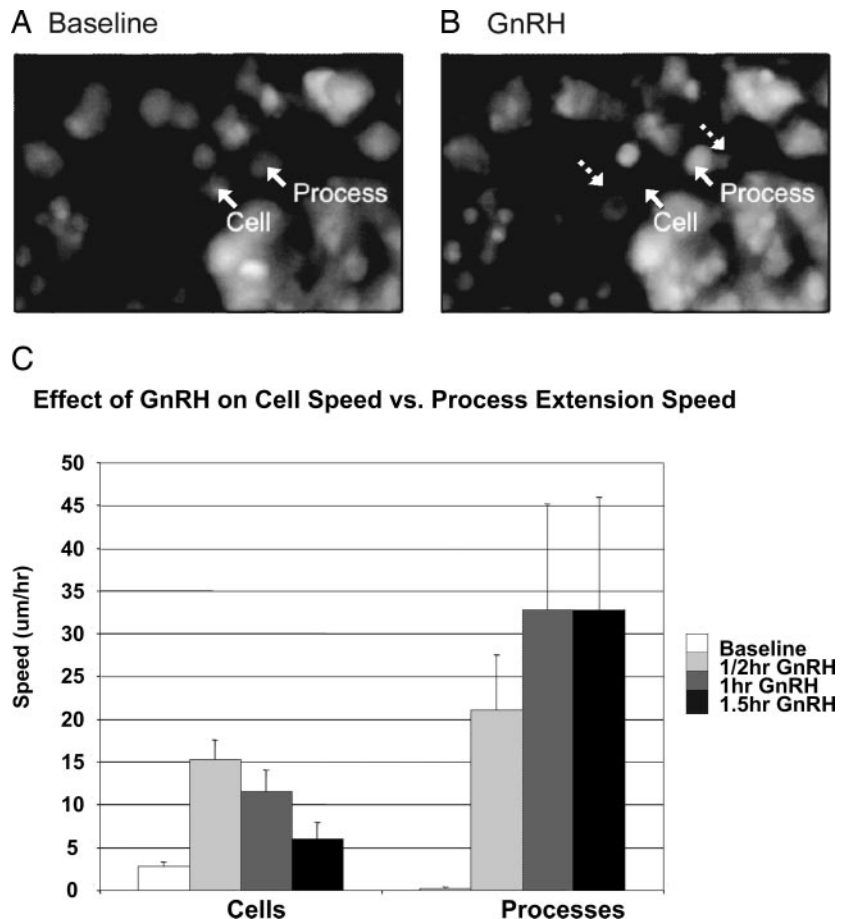 A Baseline
B GnRH
Process
Cell
Process
Cell
C
Effect of GnRH on Cell Speed vs. Process Extension Speed
50
45
40
35
30
25
20
15
10
5
0
Speed (um/hr)
Cells
Processes
Baseline
1/2hr GnRH
1hr GnRH
1.5hr GnRH